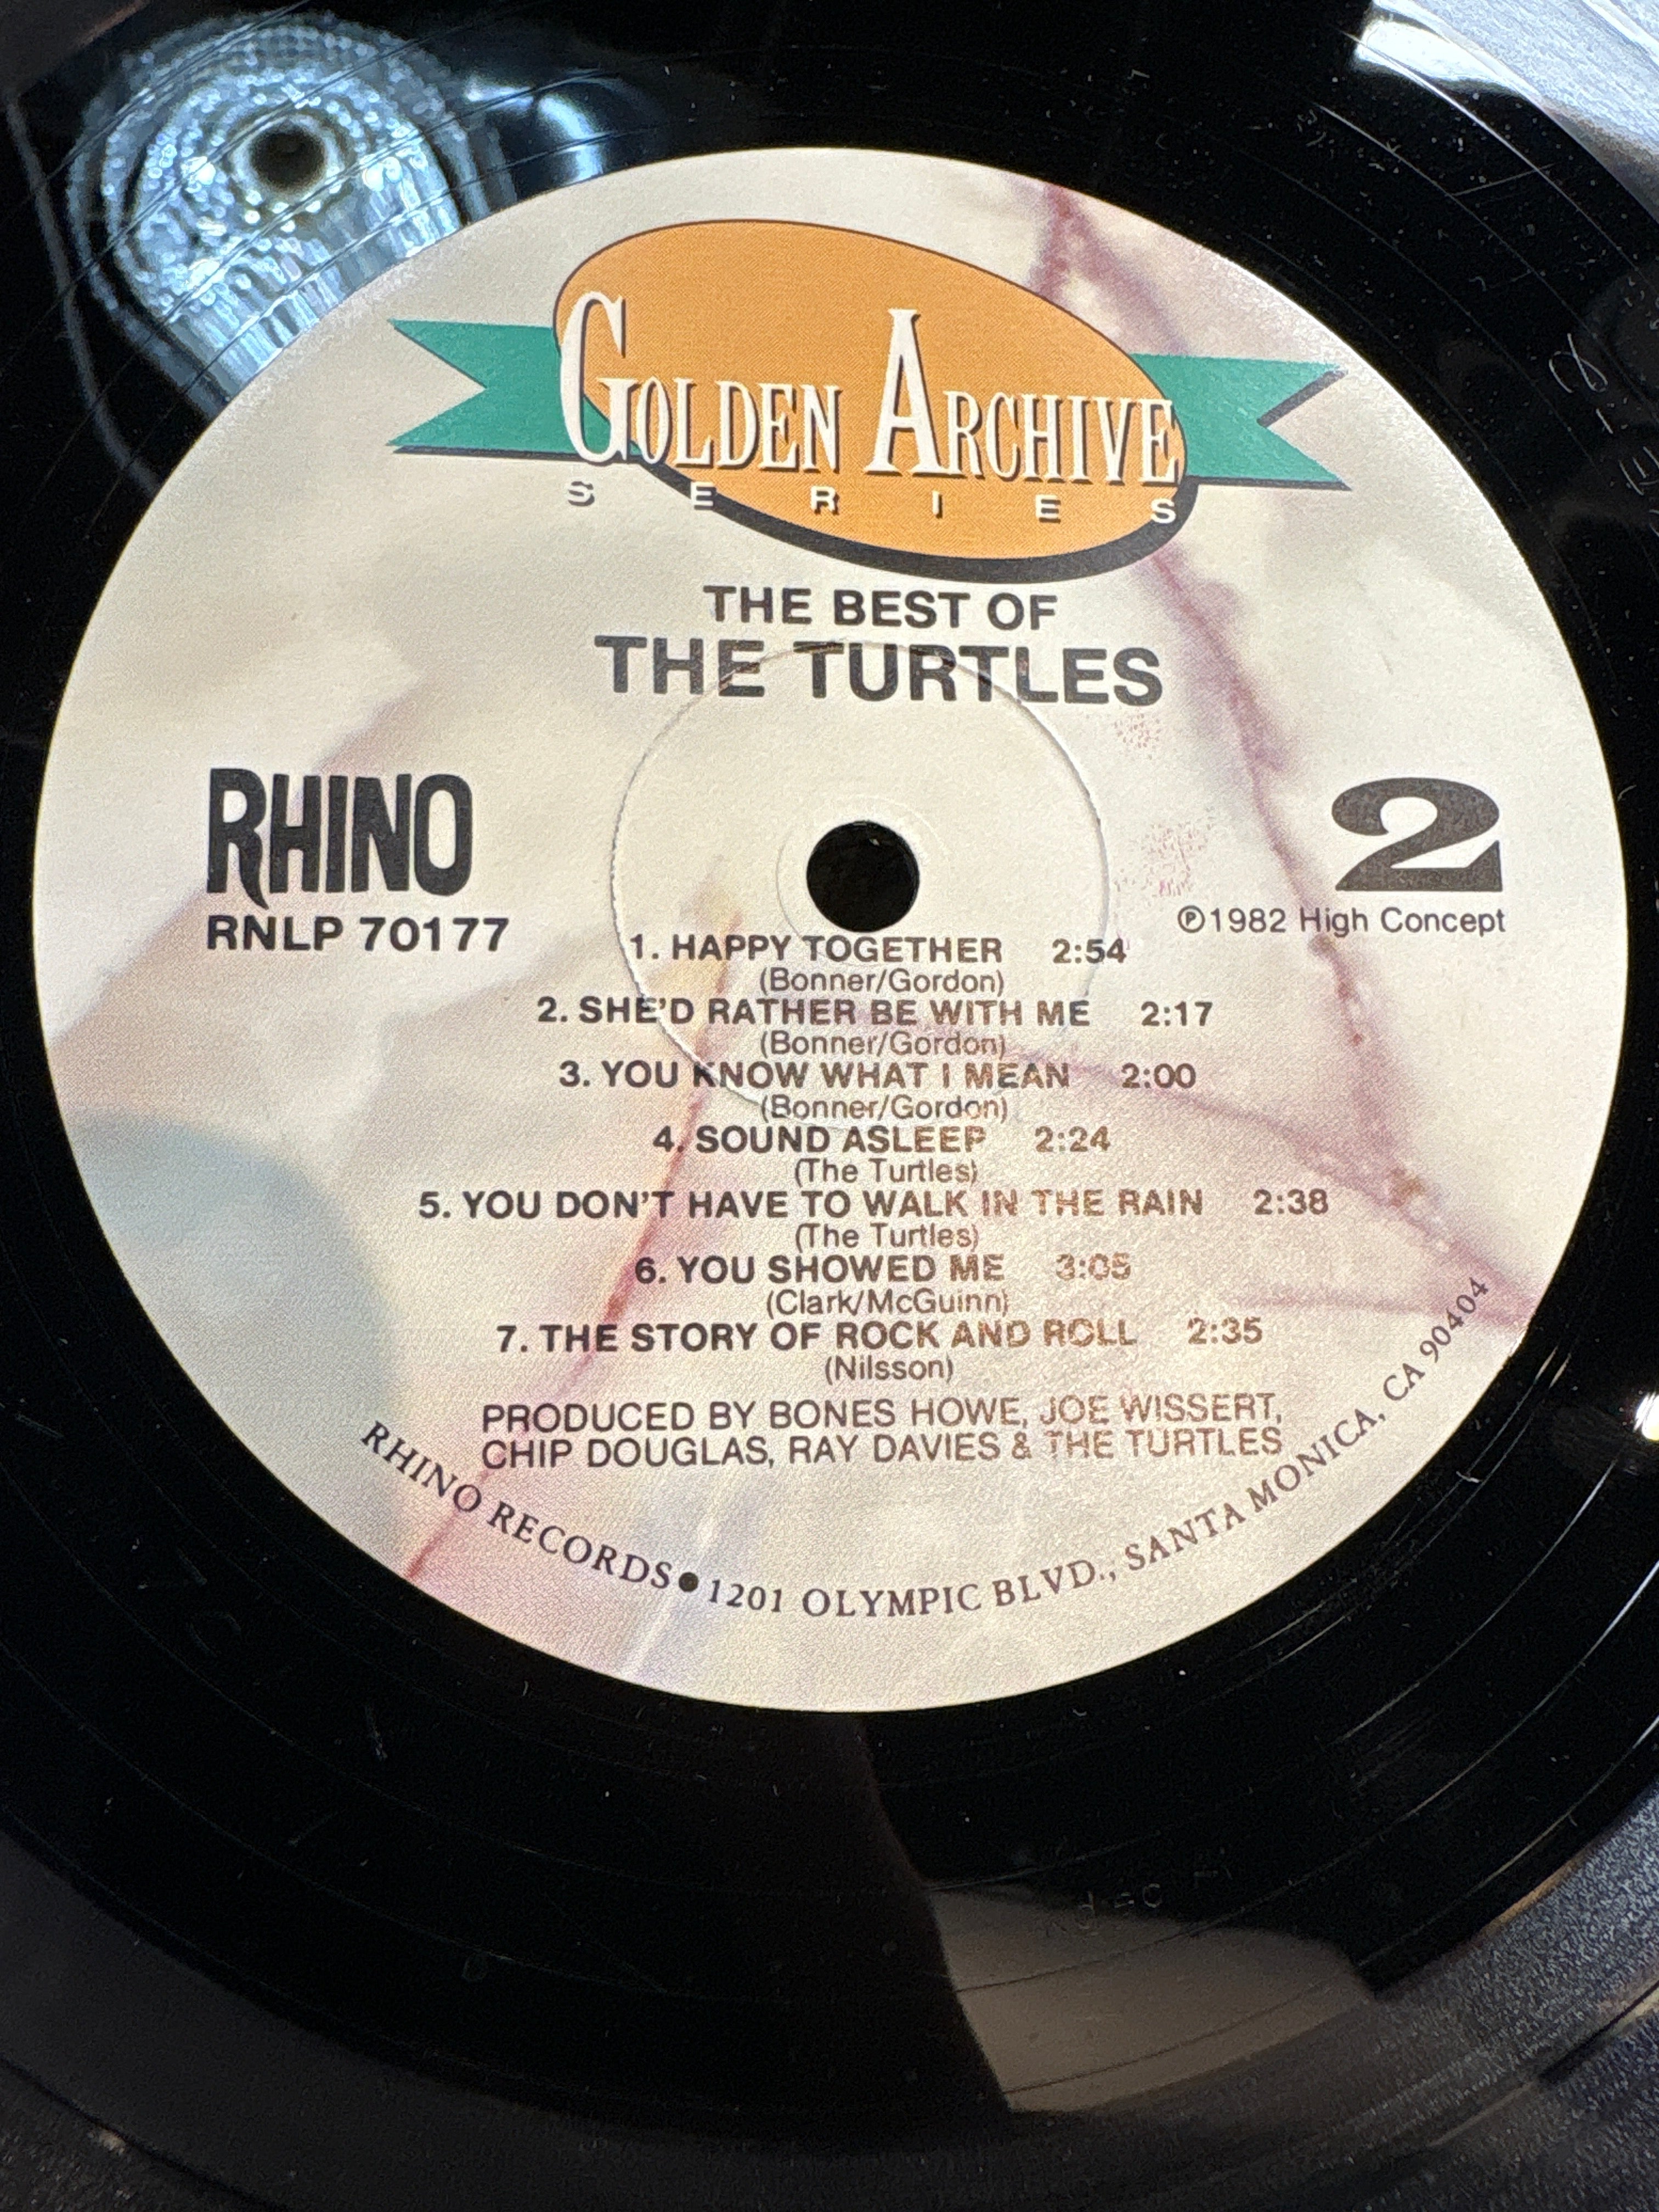 GOLDEN ARCHIVE
SERIES
THE BEST OF
THE TURTLES
RHINO
RNLP 70177
2
℗1982 High Concept
1. HAPPY TOGETHER 2:54
(Bonner/Gordon)
2. SHE'D RATHER BE WITH ME 2:17
(Bonner/Gordon)
3. YOU KNOW WHAT I MEAN 2:00
(Bonner/Gordon)
4. SOUND ASLEEP 2:24
(The Turtles)
5. YOU DON'T HAVE TO WALK IN THE RAIN 2:38
(The Turtles)
6. YOU SHOWED ME 3:05
(Clark/McGuinn)
7. THE STORY OF ROCK AND ROLL 2:35
(Nilsson)
PRODUCED BY BONES HOWE, JOE WISSERT,
CHIP DOUGLAS, RAY DAVIES & THE TURTLES
RHINO RECORDS●1201 OLYMPIC BLVD., SANTA MONICA, CA 90404